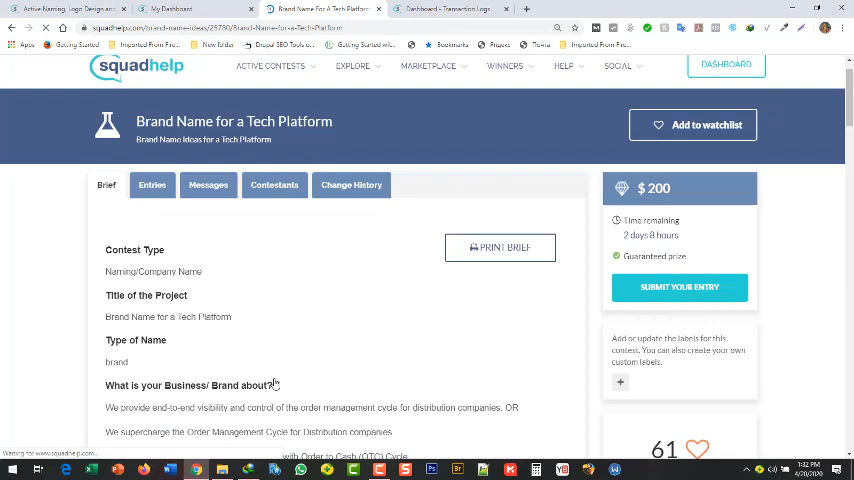 Active Naming, Logo Design an
My Dashboard
Brand Name For A Tech Platform
Dashboard - Transaction Logs
squadhelp.com/brand-name-ideas/25780/Brand-Name-for-a-Tech-Platform
Apps
Getting Started
Imported From Fire...
New folder
Drupal SEO Tools o...
Getting Started wit...
Bookmarks
Яндекс
Почта
Imported From Fire...
squadhelp
ACTIVE CONTESTS
EXPLORE
MARKETPLACE
WINNERS
HELP
SOCIAL
DASHBOARD
Brand Name for a Tech Platform
Brand Name Ideas for a Tech Platform
Add to watchlist
Brief
Entries
Messages
Contestants
Change History
$ 200
Time remaining
2 days 8 hours
Guaranteed prize
SUBMIT YOUR ENTRY
PRINT BRIEF
Contest Type
Naming/Company Name
Title of the Project
Brand Name for a Tech Platform
Type of Name
brand
What is your Business/ Brand about?
We provide end-to-end visibility and control of the order management cycle for distribution companies. OR
We supercharge the Order Management Cycle for Distribution companies
with Order to Cash (OTC) Cycle
Add or update the labels for this
contest. You can also create your own
custom labels.
+
61
Waiting for www.squadhelp.com...
1:32 PM
4/20/2020